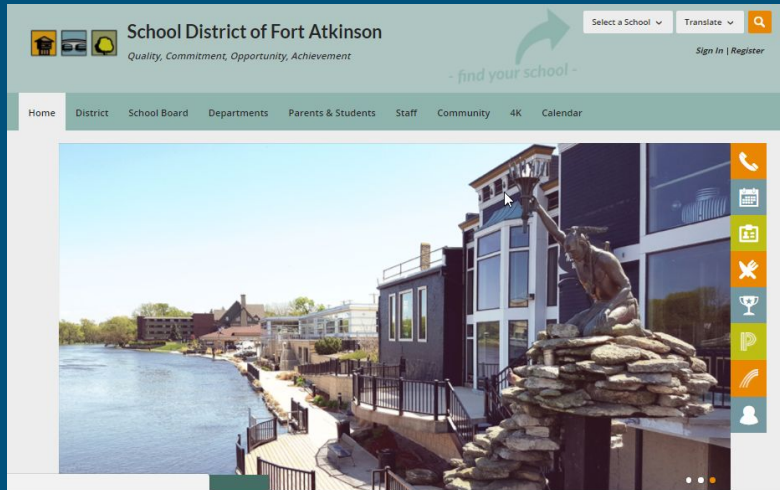 School District of Fort Atkinson
Quality, Commitment, Opportunity, Achievement
- find your school -
Select a School
Translate
Sign In | Register
Home District School Board Departments Parents & Students Staff Community 4K Calendar